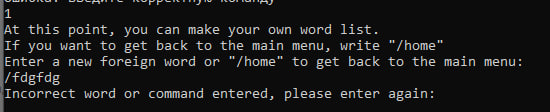 Ошибка: Введите корректную команду
1
At this point, you can make your own word list.
If you want to get back to the main menu, write "/home"
Enter a new foreign word or "/home" to get back to the main menu:
/fdgfdg
Incorrect word or command entered, please enter again: